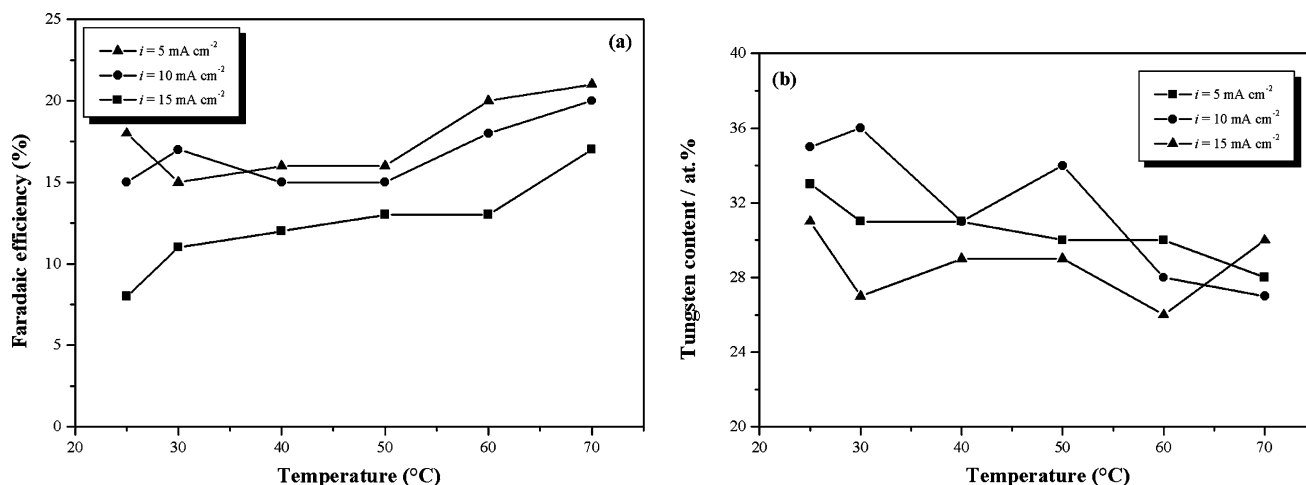 25
20
15
10
5
0
20
30
40
50
60
70
Faradaic efficiency (%)
Temperature (°C)
i = 5 mA cm-2
i = 10 mA cm-2
i = 15 mA cm-2
(a)
40
36
32
28
24
20
20
30
40
50
60
70
Tungsten content / at.%
Temperature (°C)
(b)
i = 5 mA cm-2
i = 10 mA cm-2
i = 15 mA cm-2